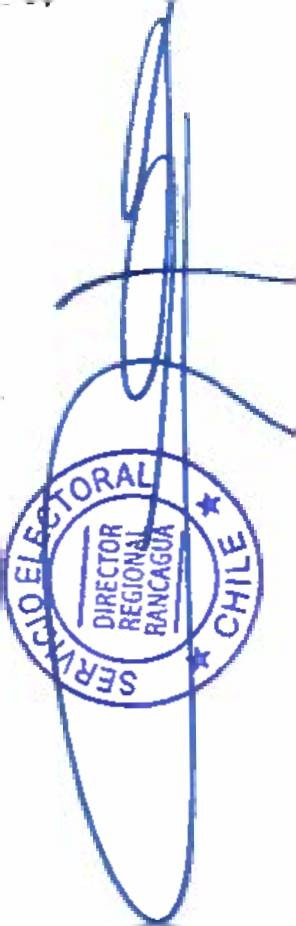 SERVICIO ELECTORAL
DIRECTOR
REGIONAL
RANCAGUA
CHILE